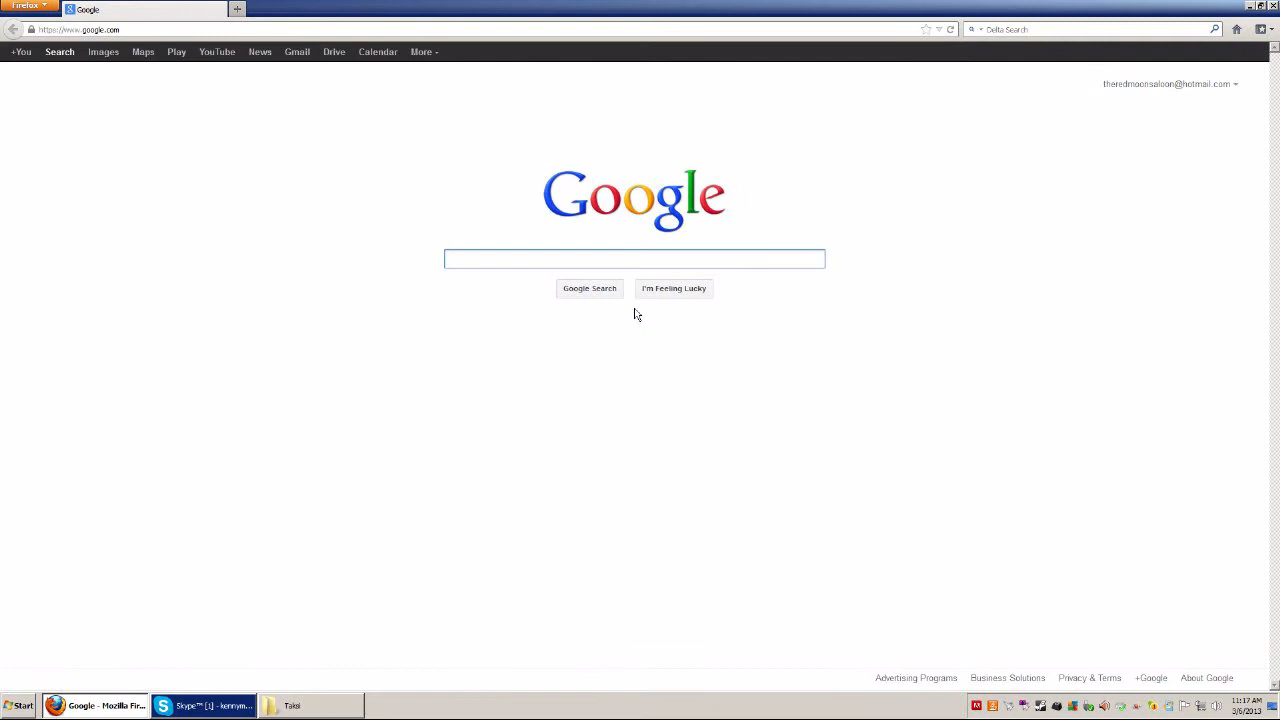 Firefox
Google
https://www.google.com
Delta Search
+You Search Images Maps Play YouTube News Gmail Drive Calendar More
theredmoonsaloon@hotmail.com
Google
Google Search I'm Feeling Lucky
Advertising Programs Business Solutions Privacy & Terms +Google About Google
Start Google - Mozilla Fir... Skype™ [1] - kennym... Taksi
11:17 AM
3/6/2013